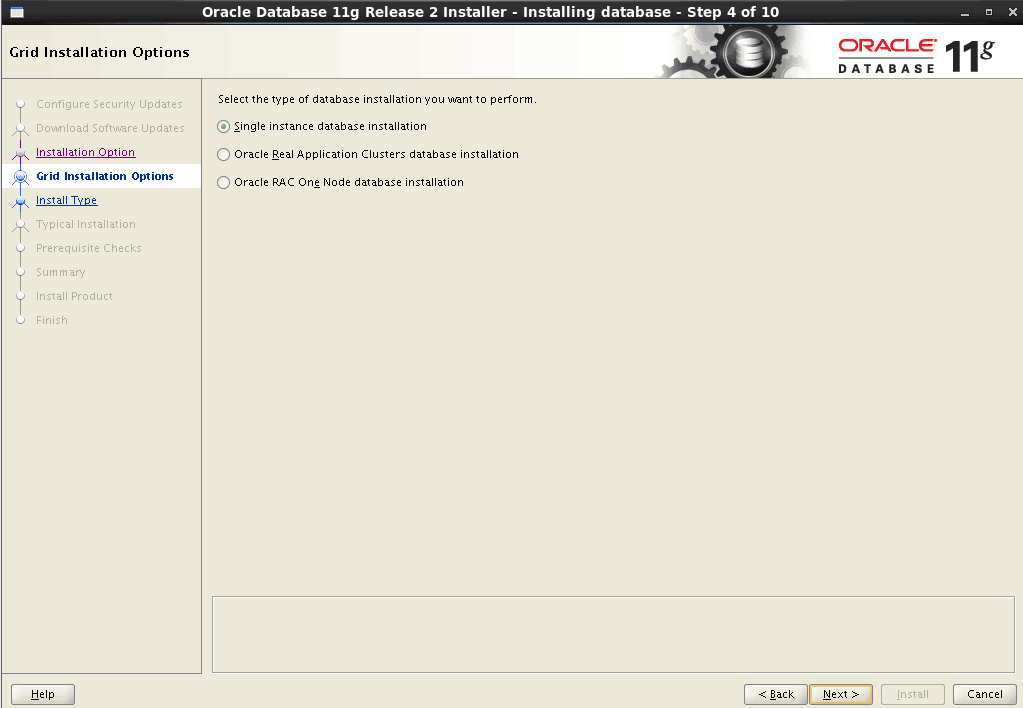 Oracle Database 11g Release 2 Installer - Installing database - Step 4 of 10
Grid Installation Options
ORACLE®
DATABASE
11g
Configure Security Updates
Download Software Updates
Installation Option
Grid Installation Options
Install Type
Typical Installation
Prerequisite Checks
Summary
Install Product
Finish
Select the type of database installation you want to perform.
Single instance database installation
Oracle Real Application Clusters database installation
Oracle RAC One Node database installation
Help
< Back
Next >
Install
Cancel